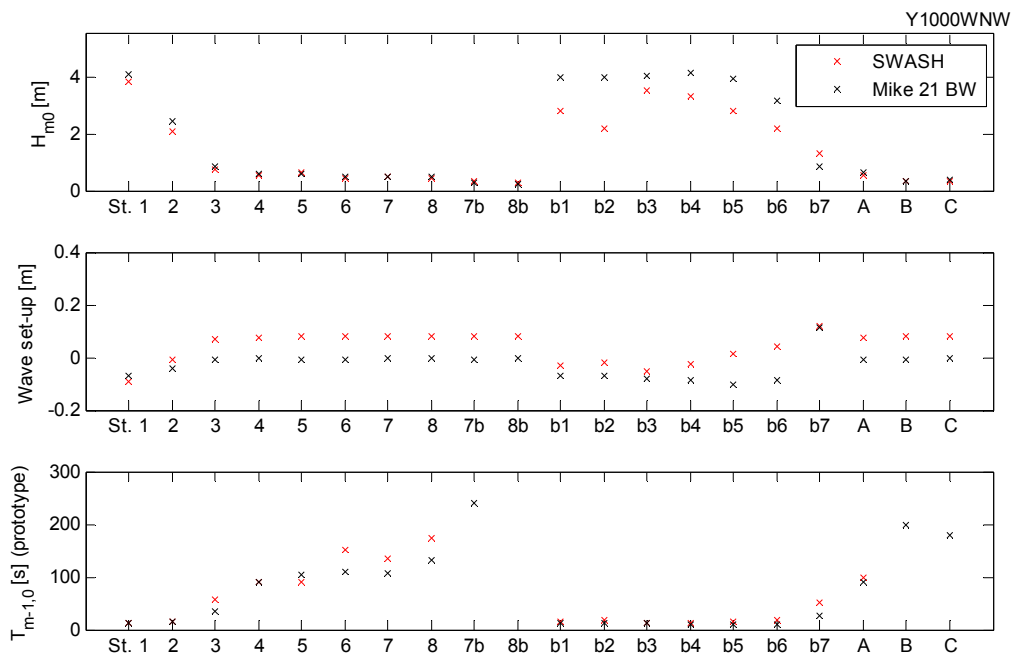 Y1000WNW
SWASH
Mike 21 BW
H_m0 [m]
4
2
0
St. 1 2 3 4 5 6 7 8 7b 8b b1 b2 b3 b4 b5 b6 b7 A B C
Wave set-up [m]
0.4
0.2
0
-0.2
St. 1 2 3 4 5 6 7 8 7b 8b b1 b2 b3 b4 b5 b6 b7 A B C
T_m-1,0 [s] (prototype)
300
200
100
0
St. 1 2 3 4 5 6 7 8 7b 8b b1 b2 b3 b4 b5 b6 b7 A B C